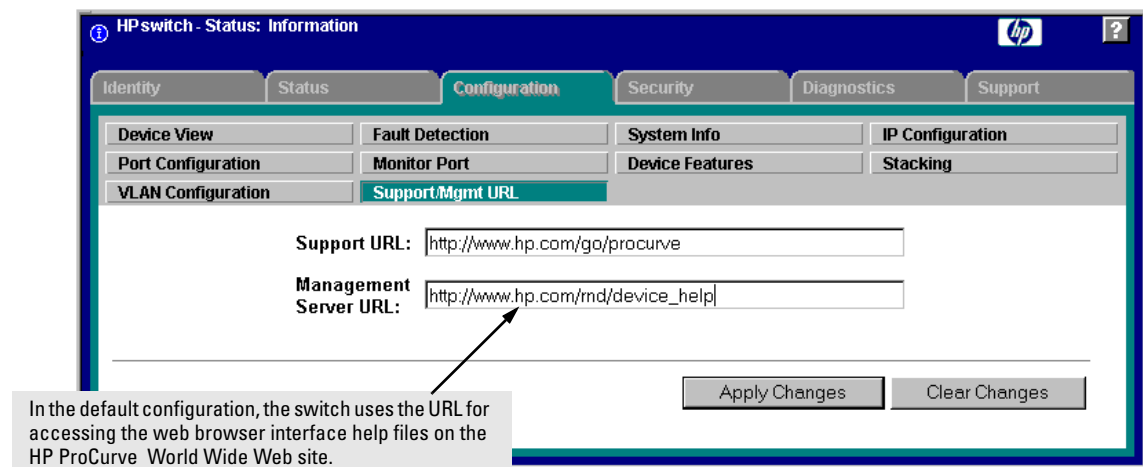 HPswitch - Status: Information
hp
?
Identity Status Configuration Security Diagnostics Support
Device View Fault Detection System Info IP Configuration
Port Configuration Monitor Port Device Features Stacking
VLAN Configuration Support/Mgmt URL
Support URL: http://www.hp.com/go/procurve
Management
Server URL: http://www.hp.com/rnd/device_help
Apply Changes Clear Changes
In the default configuration, the switch uses the URL for
accessing the web browser interface help files on the
HP ProCurve World Wide Web site.